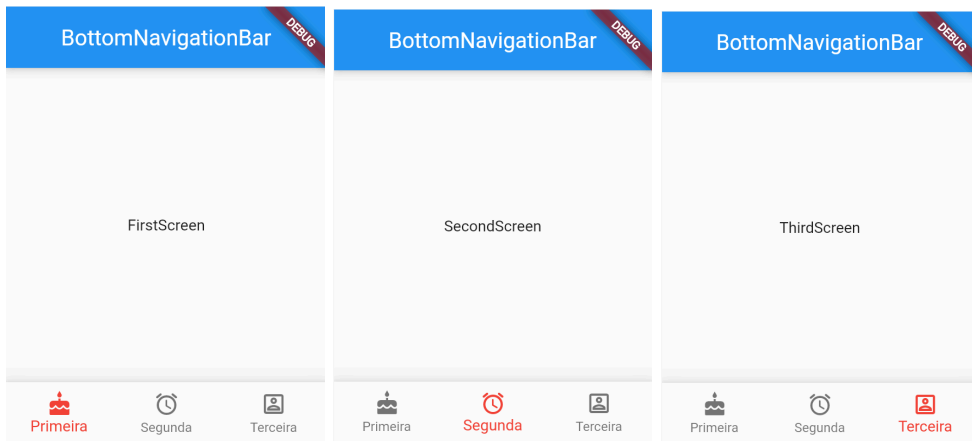 BottomNavigationBar
DEBUG
FirstScreen
Primeira
Segunda
Terceira
BottomNavigationBar
DEBUG
SecondScreen
Primeira
Segunda
Terceira
BottomNavigationBar
DEBUG
ThirdScreen
Primeira
Segunda
Terceira